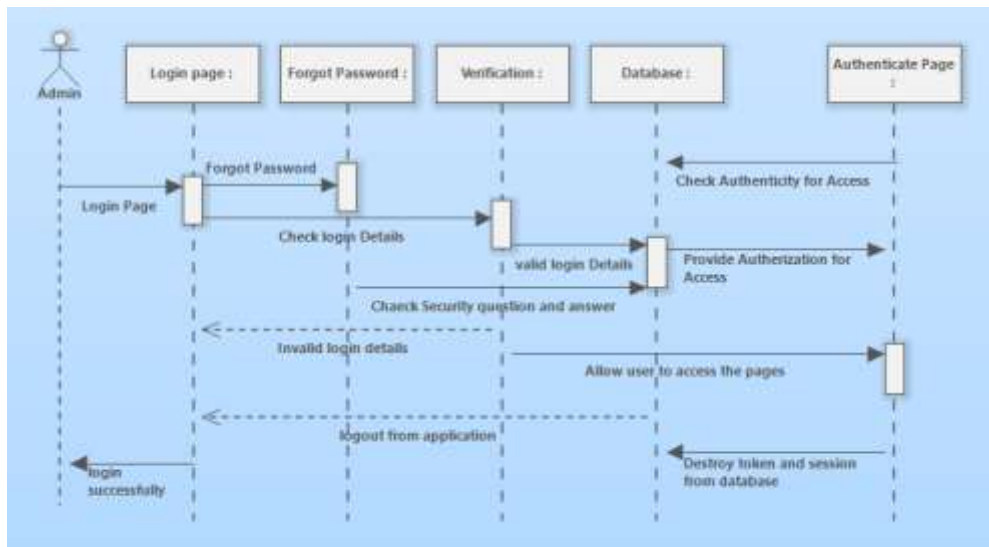 Admin
Login page :
Forgot Password :
Verification :
Database :
Authenticate Page
:
Forgot Password
Check Authenticity for Access
Login Page
Check login Details
valid login Details
Provide Autherization for
Access
Chaeck Security question and answer
Invalid login details
Allow user to access the pages
logout from application
login
successfully
Destroy token and session
from database